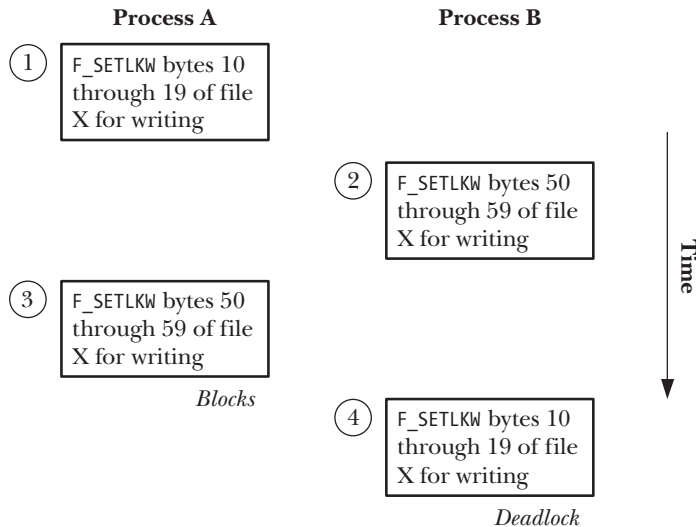 Process A
Process B
1
F_SETLKW bytes 10
through 19 of file
X for writing
2
F_SETLKW bytes 50
through 59 of file
X for writing
3
F_SETLKW bytes 50
through 59 of file
X for writing
Blocks
4
F_SETLKW bytes 10
through 19 of file
X for writing
Deadlock
Time